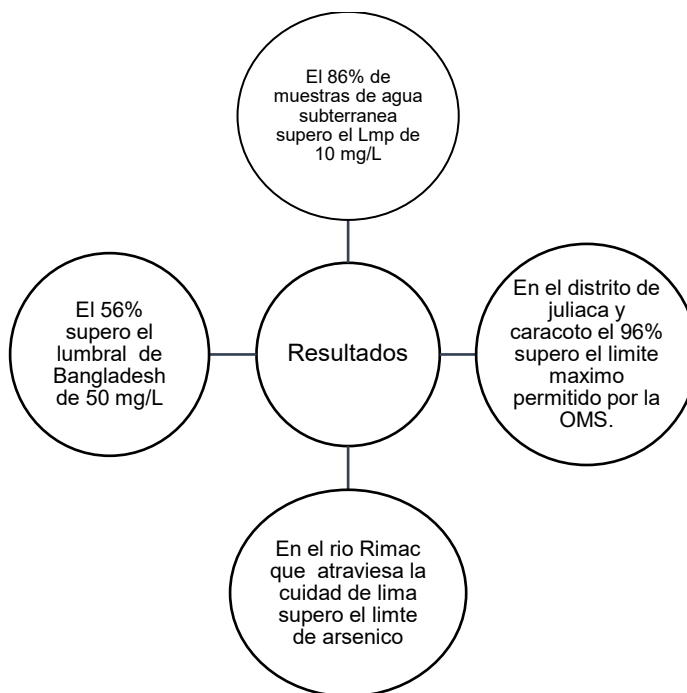 El 86% de
muestras de agua
subterranea
supero el Lmp de
10 mg/L
El 56%
supero el
lumbral de
Bangladesh
de 50 mg/L
Resultados
En el distrito de
juliaca y
caracoto el 96%
supero el limite
maximo
permitido por la
OMS.
En el rio Rimac
que atraviesa la
cuidad de lima
supero el limte
de arsenico